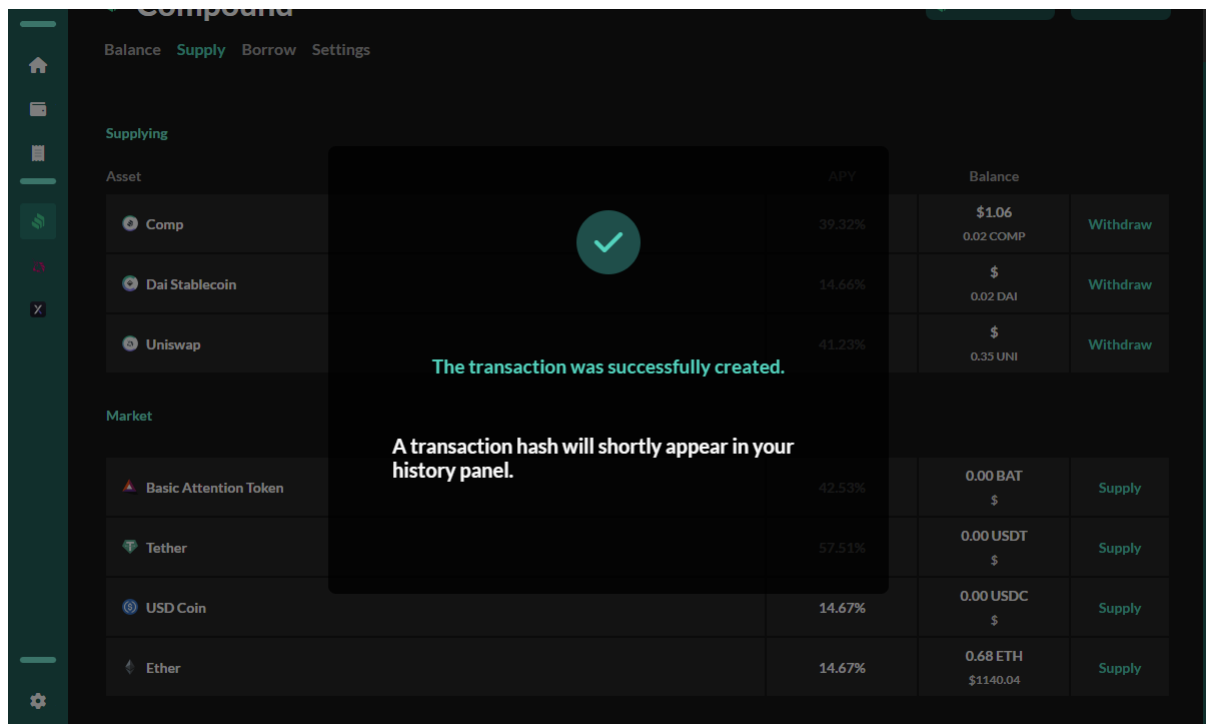 Compound
Balance Supply Borrow Settings
Supplying
Asset APY Balance
Comp 39.32% $1.06 Withdraw
0.02 COMP
Dai Stablecoin 14.66% $ Withdraw
0.02 DAI
Uniswap 41.23% $ Withdraw
0.35 UNI
The transaction was successfully created.
Market
A transaction hash will shortly appear in your
history panel.
Basic Attention Token 42.53% 0.00 BAT Supply
$
Tether 57.51% 0.00 USDT Supply
$
USD Coin 14.67% 0.00 USDC Supply
$
Ether 14.67% 0.68 ETH Supply
$1140.04